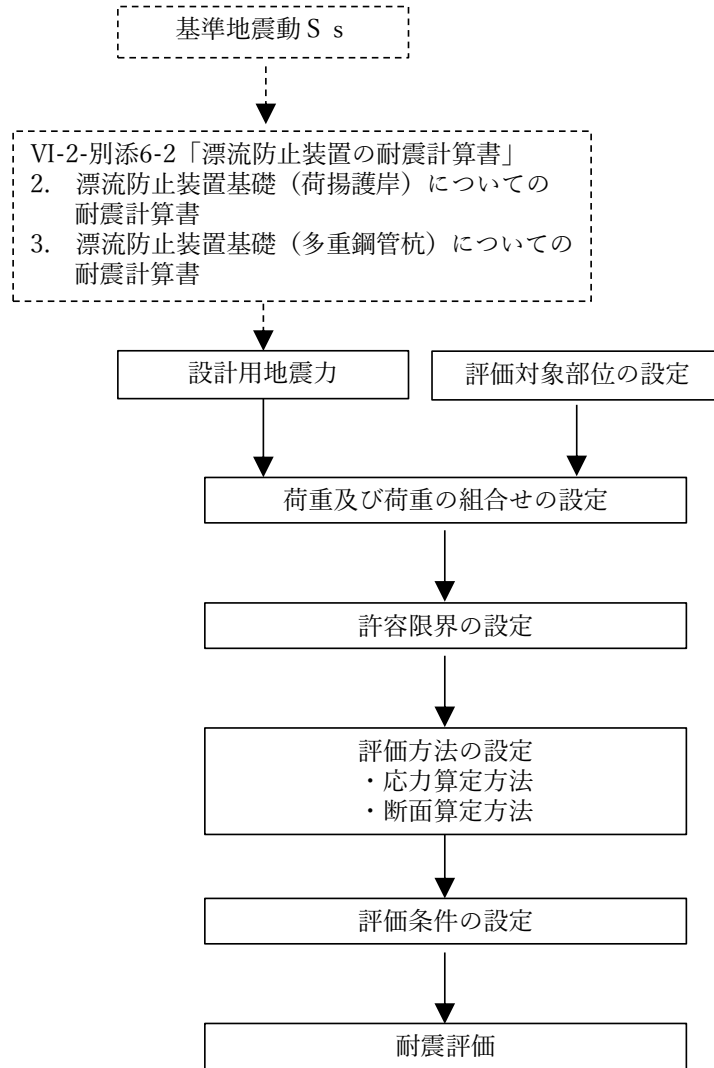 基準地震動Ｓｓ
Ⅵ-2-別添6-2「漂流防止装置の耐震計算書」
2. 漂流防止装置基礎（荷揚護岸）についての
耐震計算書
3. 漂流防止装置基礎（多重鋼管杭）についての
耐震計算書
設計用地震力
評価対象部位の設定
荷重及び荷重の組合せの設定
許容限界の設定
評価方法の設定
・応力算定方法
・断面算定方法
評価条件の設定
耐震評価